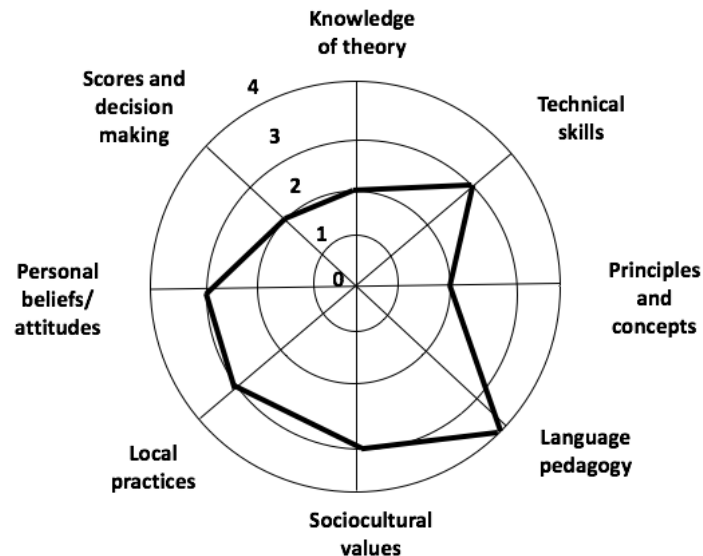 Knowledge
of theory
Scores and
decision
making
4
Technical
skills
3
2
1
0
Personal
beliefs/
attitudes
Principles
and
concepts
Local
practices
Language
pedagogy
Sociocultural
values